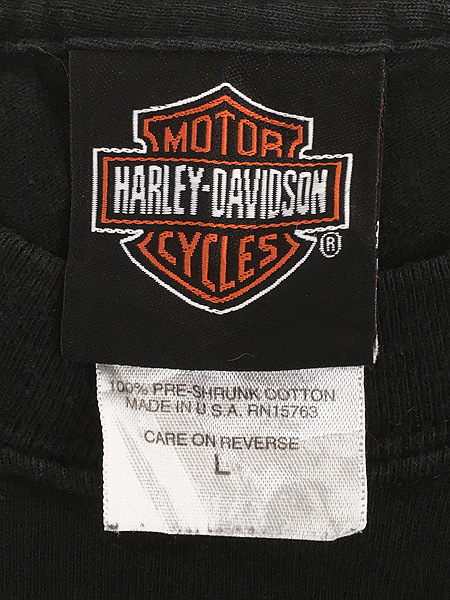 MOTOR
HARLEY-DAVIDSON
CYCLES
®
100% PRE-SHRUNK COTTON
MADE IN U.S.A. RN15763
CARE ON REVERSE
L